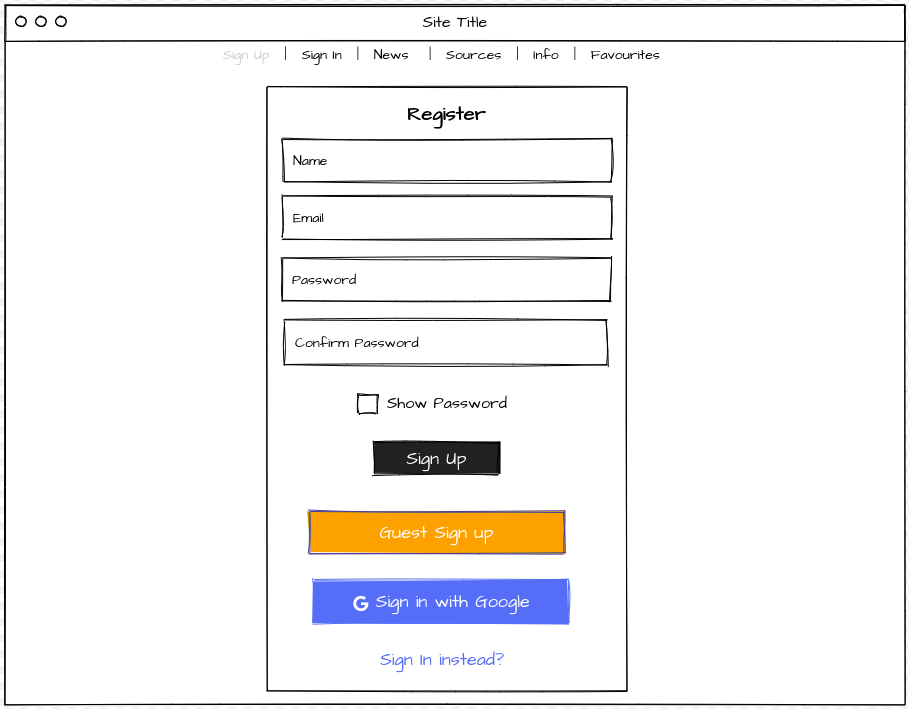 Site Title
Sign Up | Sign In | News | Sources | Info | Favourites
Register
Name
Email
Password
Confirm Password
Show Password
Sign Up
Guest Sign up
G Sign in with Google
Sign In instead?